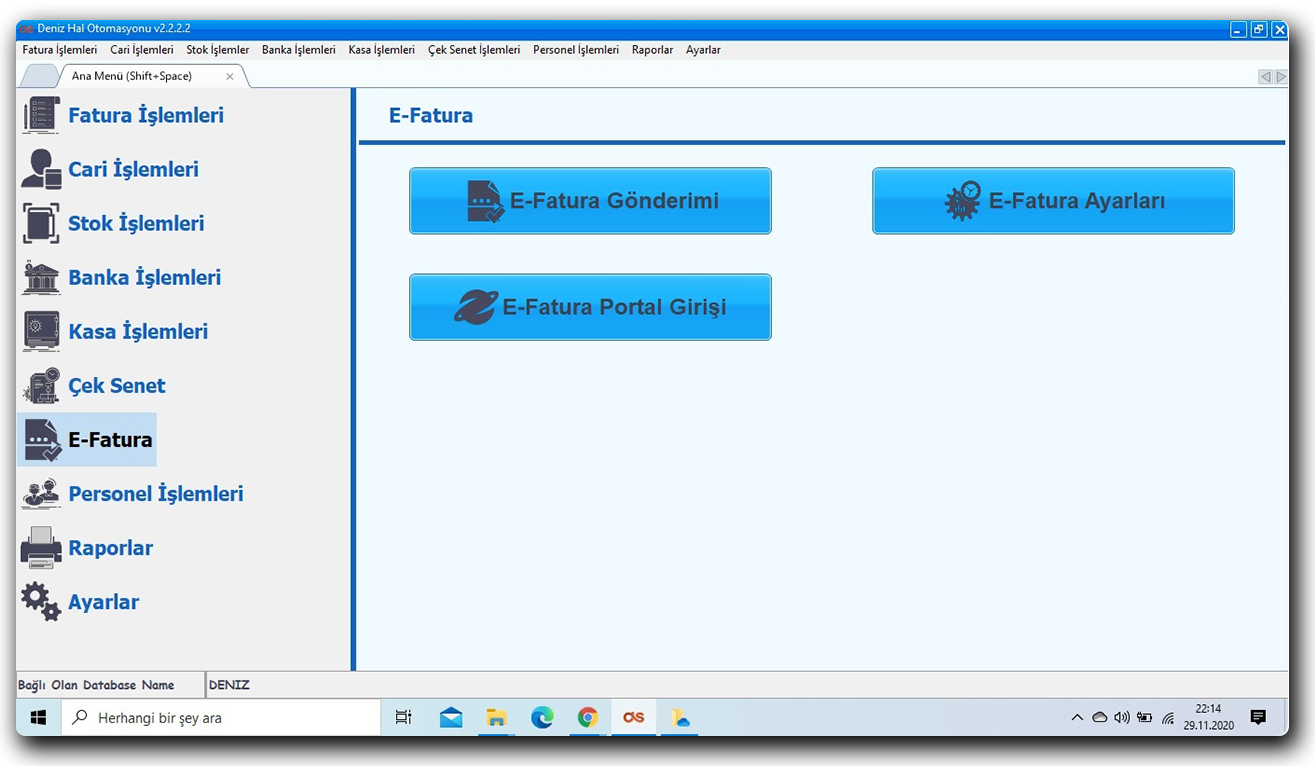 Deniz Hal Otomasyonu v2.2.2.2
Fatura İşlemleri Cari İşlemleri Stok İşlemler Banka İşlemleri Kasa İşlemleri Çek Senet İşlemleri Personel İşlemleri Raporlar Ayarlar
Ana Menü (Shift+Space)
Fatura İşlemleri
Cari İşlemleri
Stok İşlemleri
Banka İşlemleri
Kasa İşlemleri
Çek Senet
E-Fatura
Personel İşlemleri
Raporlar
Ayarlar
E-Fatura
E-Fatura Gönderimi
E-Fatura Ayarları
E-Fatura Portal Girişi
Bağlı Olan Database Name DENIZ
Herhangi bir şey ara
22:14
29.11.2020